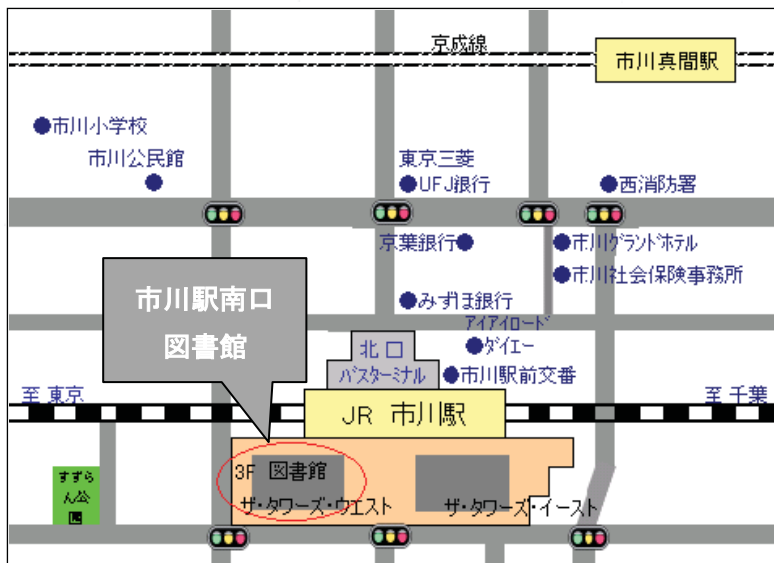 京成線
市川真間駅
●市川小学校
市川公民館
●
東京三菱
●UFJ銀行
●西消防署
京葉銀行●
●市川グランドホテル
●市川社会保険事務所
●みずほ銀行
アイアイロード
●ダイエー
●市川駅前交番
市川駅南口
図書館
北口
バスターミナル
至 東京
至 千葉
JR 市川駅
3F 図書館
ザ・タワーズ・ウエスト
ザ・タワーズ・イースト
すずら
ん公
園